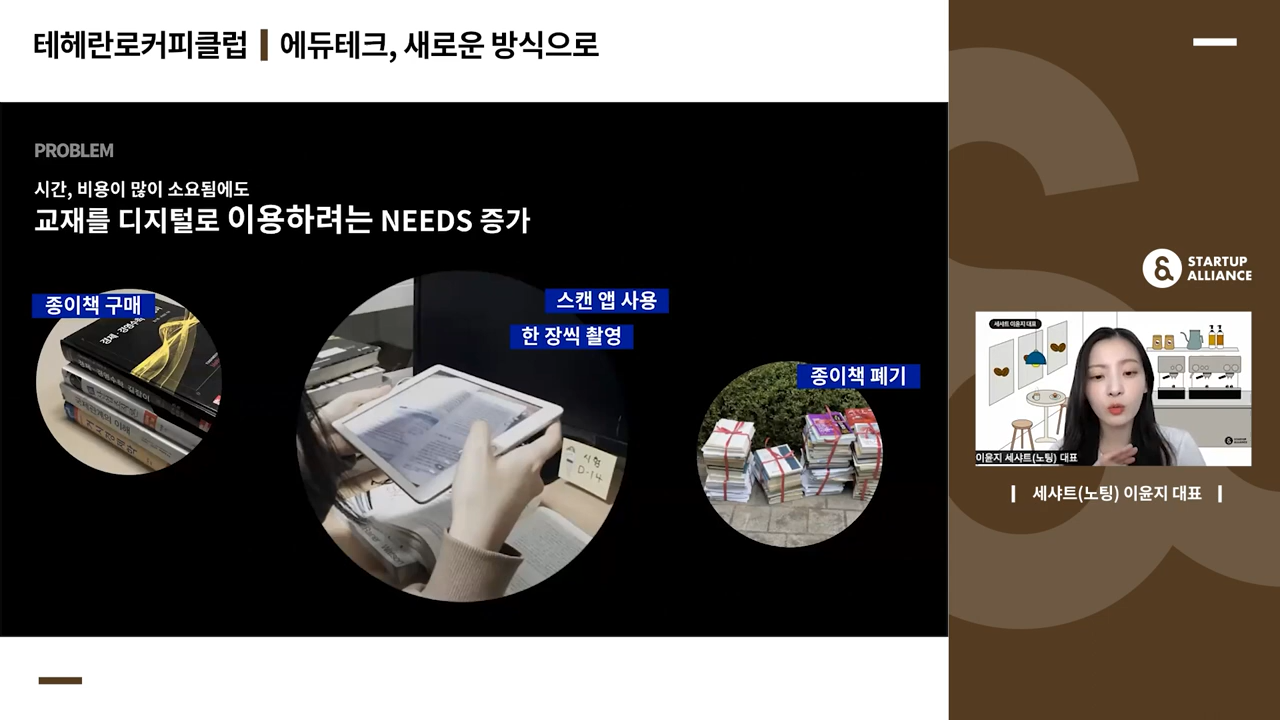 테헤란로커피클럽 | 에듀테크, 새로운 방식으로
PROBLEM
시간, 비용이 많이 소요됨에도
교재를 디지털로 이용하려는 NEEDS 증가
종이책 구매
스캔 앱 사용
한 장씩 촬영
종이책 폐기
시험
D-14
STARTUP
ALLIANCE
세샤트 이윤지 대표
이윤지 세샤트(노팅) 대표
| 세샤트(노팅) 이윤지 대표 |